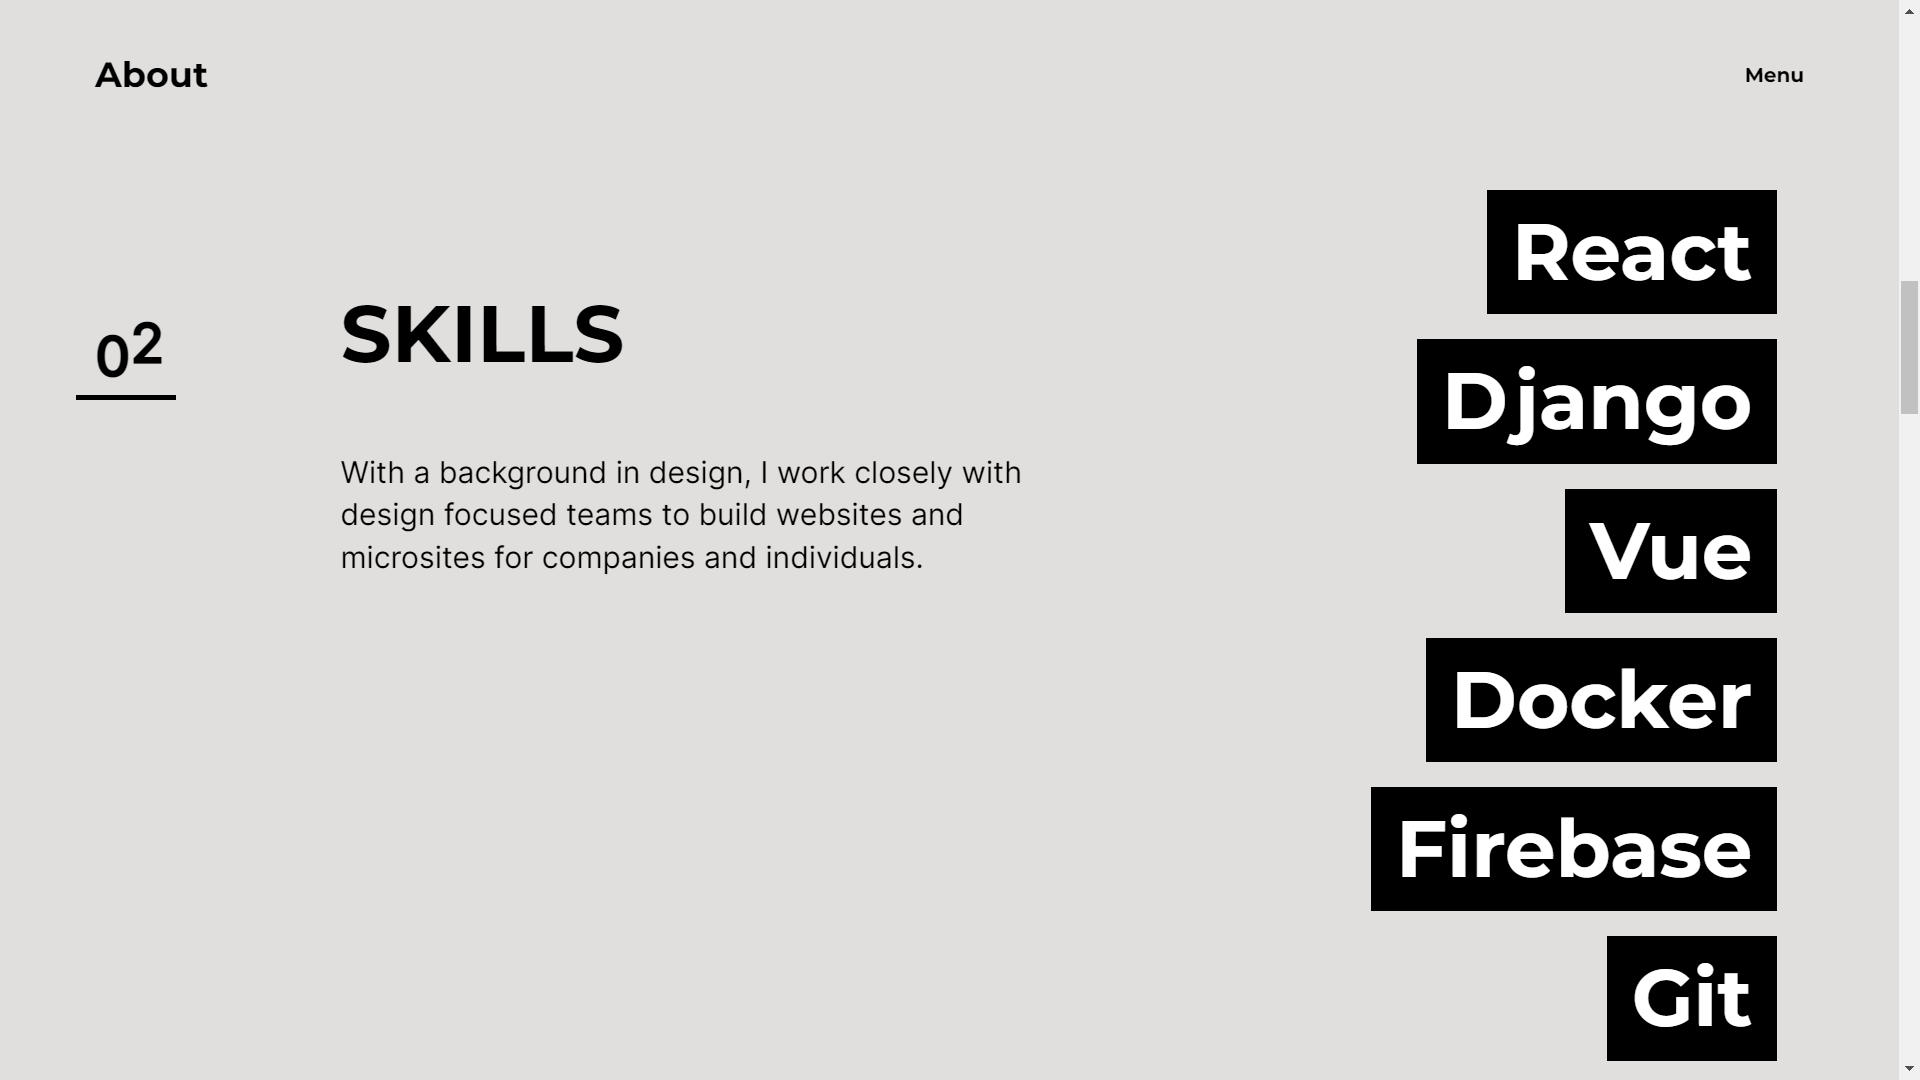 About
Menu
02
SKILLS
With a background in design, I work closely with
design focused teams to build websites and
microsites for companies and individuals.
React
Django
Vue
Docker
Firebase
Git